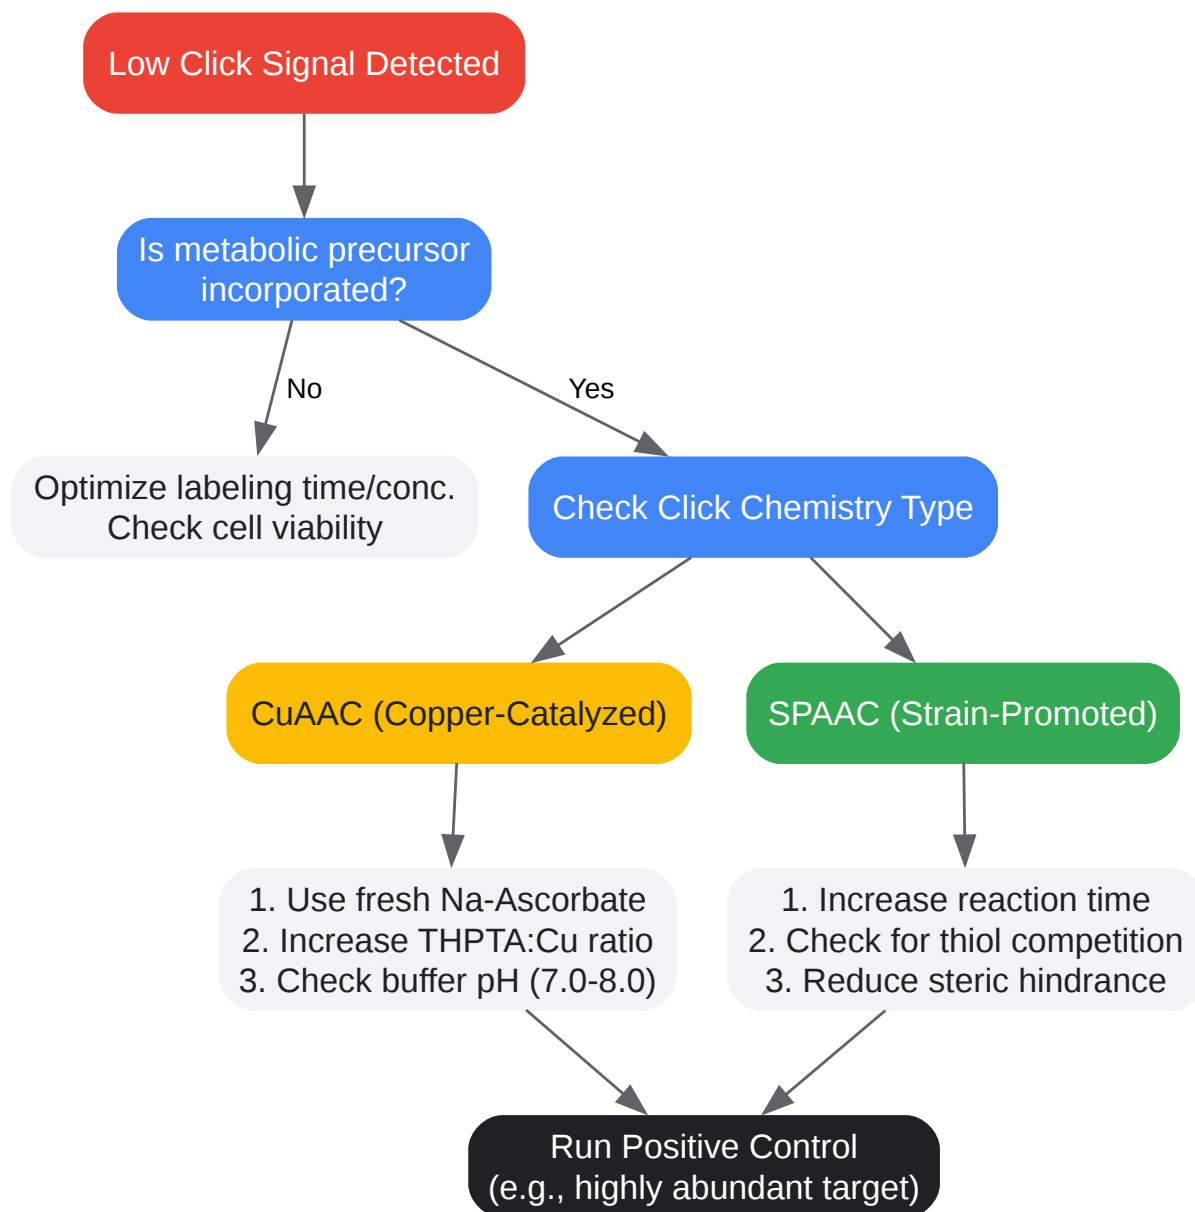 Low Click Signal Detected
Is metabolic precursor
incorporated?
No
Yes
Optimize labeling time/conc.
Check cell viability
Check Click Chemistry Type
CuAAC (Copper-Catalyzed)
SPAAC (Strain-Promoted)
1. Use fresh Na-Ascorbate
2. Increase THPTA:Cu ratio
3. Check buffer pH (7.0-8.0)
1. Increase reaction time
2. Check for thiol competition
3. Reduce steric hindrance
Run Positive Control
(e.g., highly abundant target)